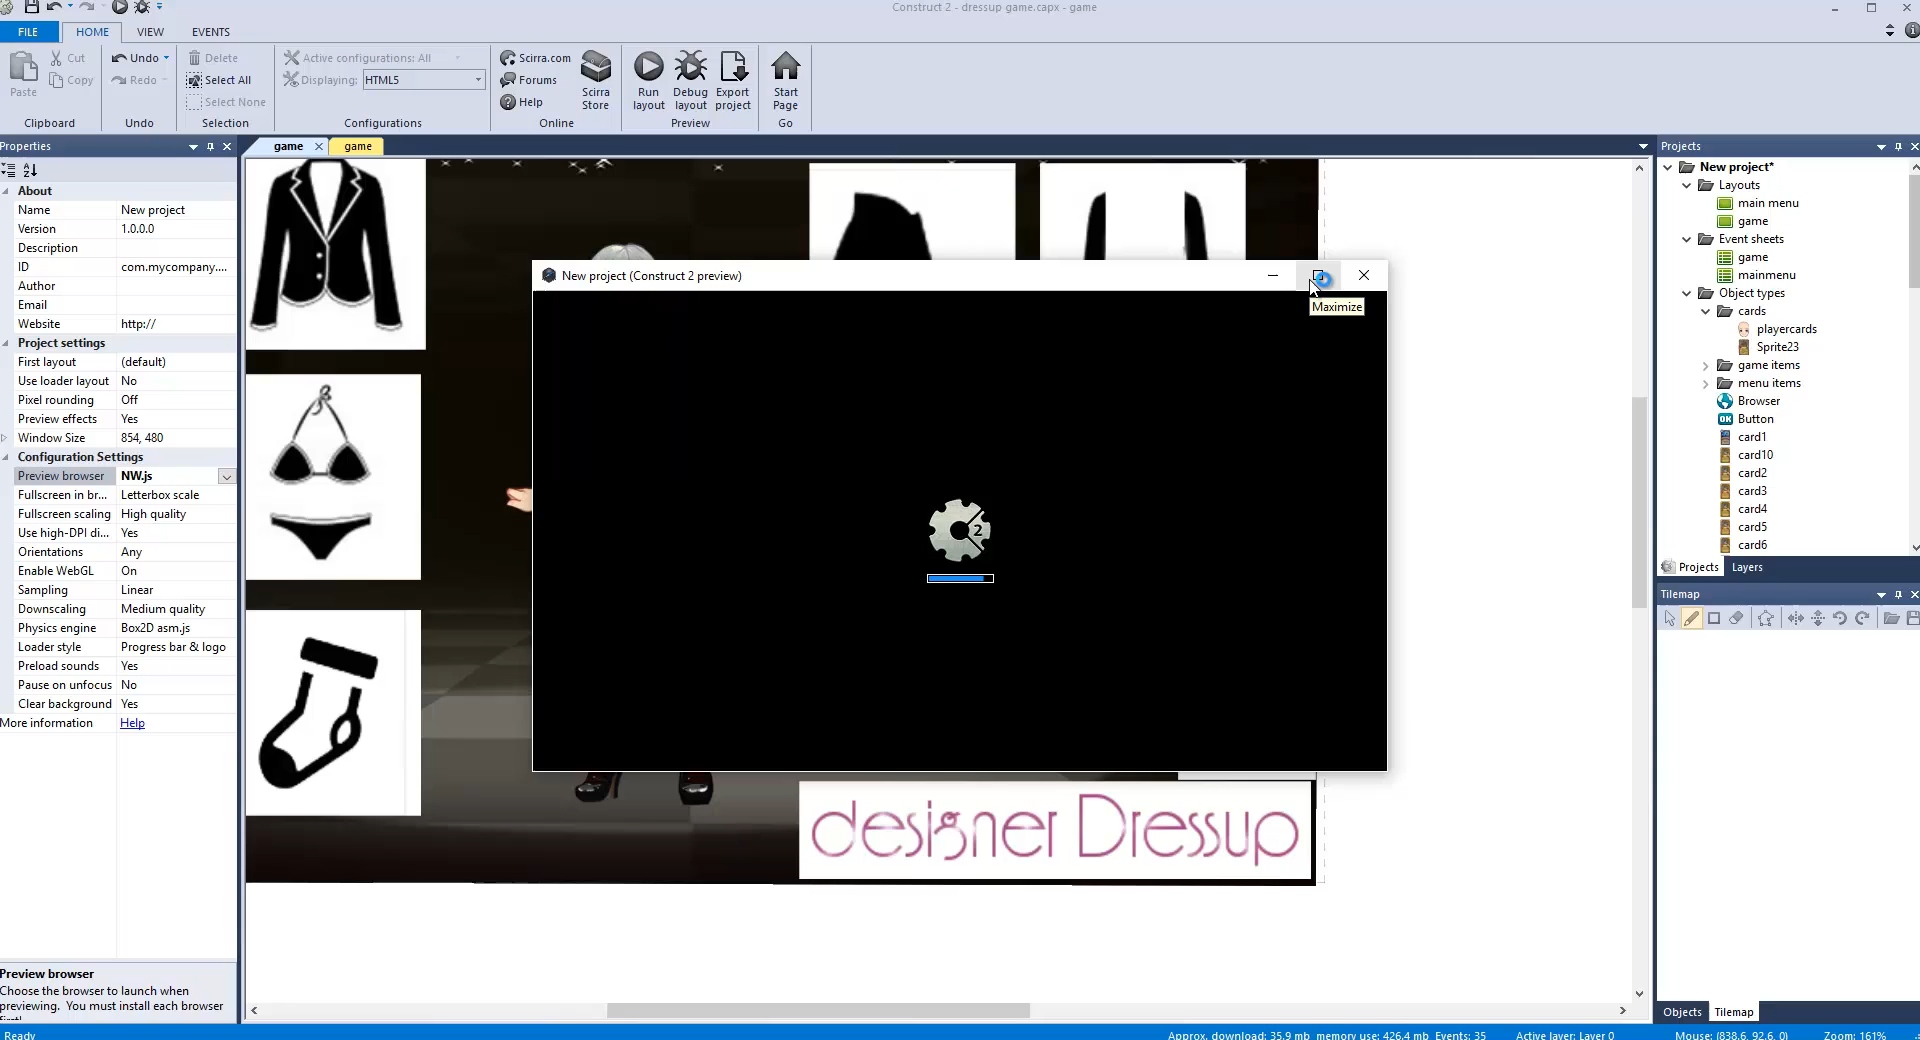 Construct 2 - dressup game.capx - game
FILE
HOME
VIEW
EVENTS
Paste
Cut
Copy
Clipboard
Undo
Redo
Undo
Delete
Select All
Select None
Selection
Active configurations: All
Displaying: HTML5
Configurations
Scirra.com
Forums
Help
Scirra
Store
Online
Run
layout
Debug
layout
Export
project
Preview
Start
Page
Go
Properties
About
Name New project
Version 1.0.0.0
Description
ID com.mycompany....
Author
Email
Website http://
Project settings
First layout (default)
Use loader layout No
Pixel rounding Off
Preview effects Yes
Window Size 854, 480
Configuration Settings
Preview browser NW.js
Fullscreen in br... Letterbox scale
Fullscreen scaling High quality
Use high-DPI di... Yes
Orientations Any
Enable WebGL On
Sampling Linear
Downscaling Medium quality
Physics engine Box2D asm.js
Loader style Progress bar & logo
Preload sounds Yes
Pause on unfocus No
Clear background Yes
More information Help
Preview browser
Choose the browser to launch when
previewing. You must install each browser
Ready
game
game
New project (Construct 2 preview)
Maximize
2
designer Dressup
Projects
New project*
Layouts
main menu
game
Event sheets
game
mainmenu
Object types
cards
playercards
Sprite23
game items
menu items
Browser
OK Button
card1
card10
card2
card3
card4
card5
card6
Projects
Layers
Tilemap
Objects
Tilemap
Approx. download: 35.9 mb memory use: 426.4 mb Events: 35
Active layer: Layer 0
Mouse: (838.6, 92.6, 0)
Zoom: 161%